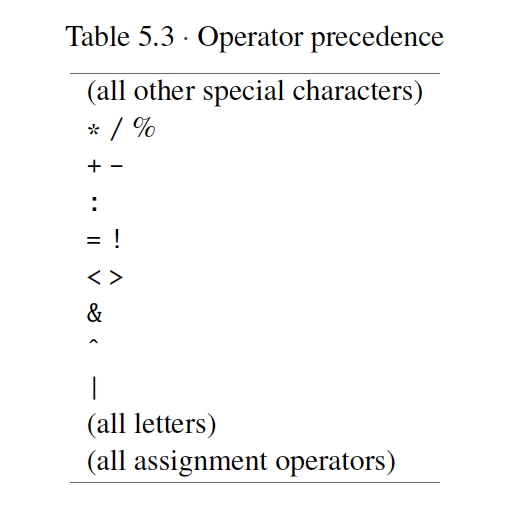 Table 5.3 · Operator precedence
(all other special characters)
* / %
+ -
:
= !
< >
&
^
|
(all letters)
(all assignment operators)